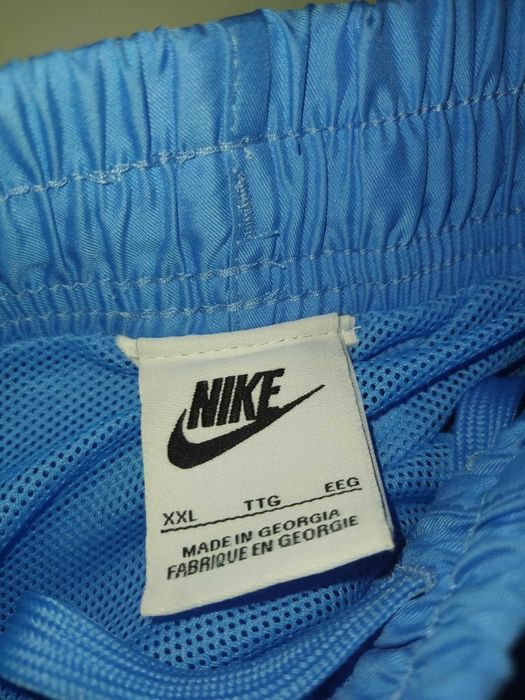 NIKE
XXL TTG EEG
MADE IN GEORGIA
FABRIQUE EN GEORGIE